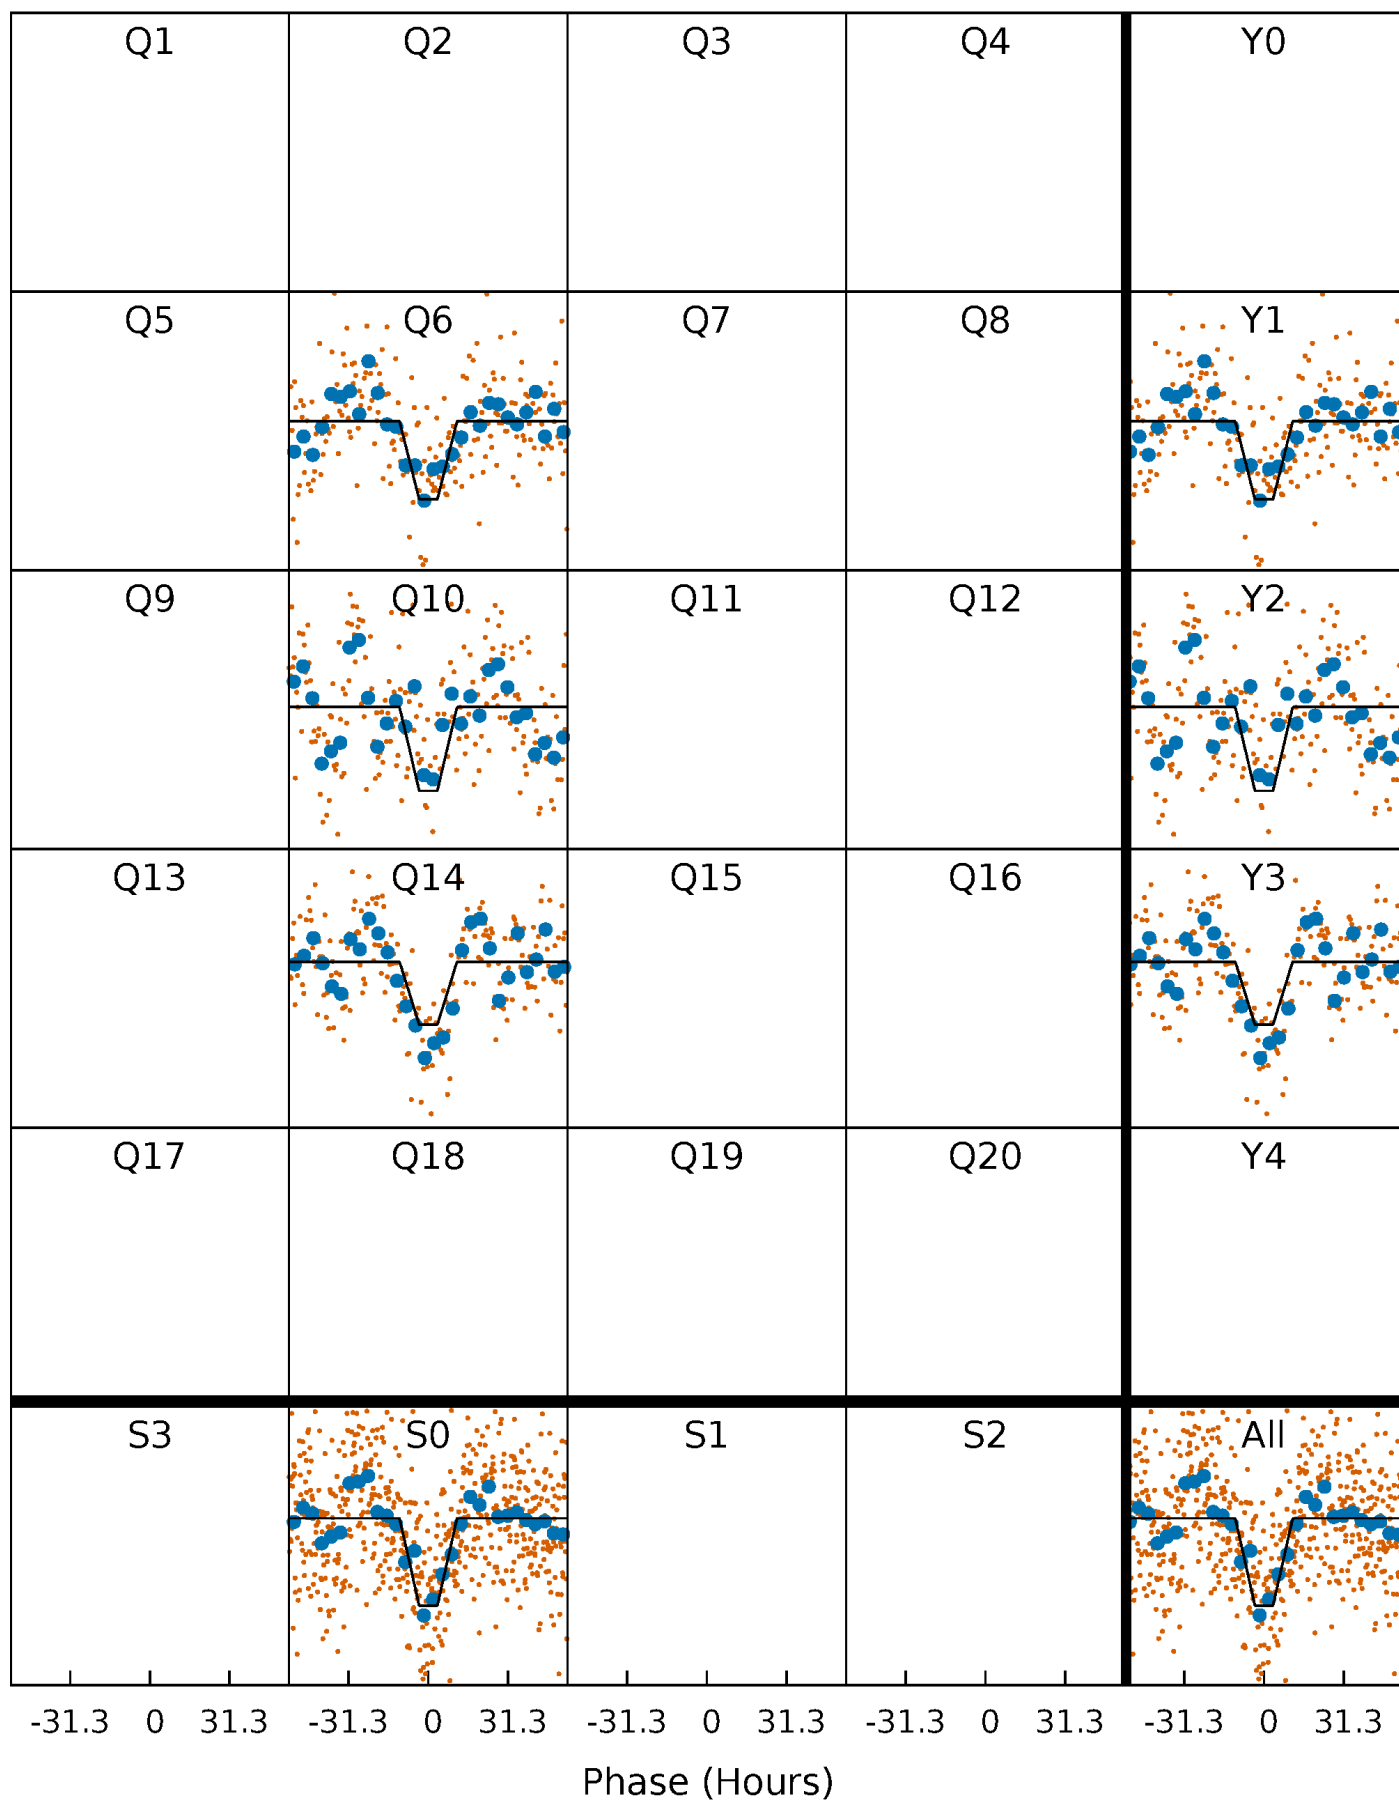 Q1 Q2 Q3 Q4 Y0
Q5 Q6 Q7 Q8 Y1
Q9 Q10 Q11 Q12 Y2
Q13 Q14 Q15 Q16 Y3
Q17 Q18 Q19 Q20 Y4
S3 S0 S1 S2 All
-31.3 0 31.3 -31.3 0 31.3 -31.3 0 31.3 -31.3 0 31.3 -31.3 0 31.3
Phase (Hours)